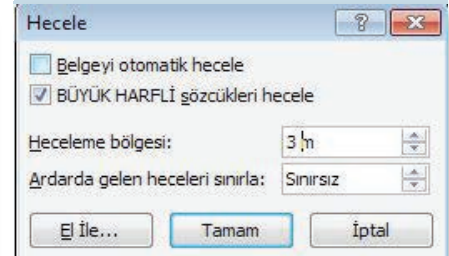 Hecele
Belgeyi otomatik hecele
BÜYÜK HARFLİ sözcükleri hecele
Heceleme bölgesi: 3 m
Ardarda gelen heceleri sınırla: Sınırsız
El İle... Tamam İptal